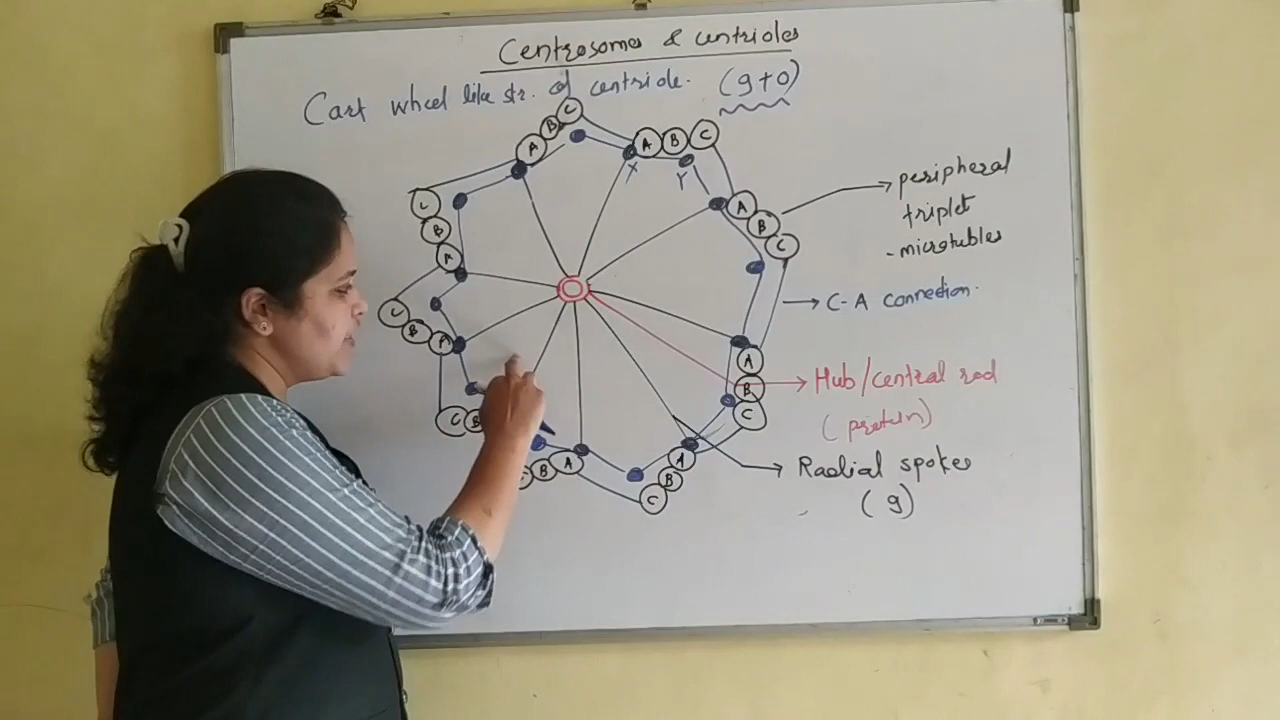 Centrosomes & centrioles
Cart wheel like str. of centriole. (9+0)
C
B
A
A B C
X
Y
A
B
C
peripheral
triplet
microtubles
C
B
A
C-A connection.
C
B
A
A
B
C
Hub/central rod
(protein)
C B
C B A
A
B
C
Radial spokes
(9)